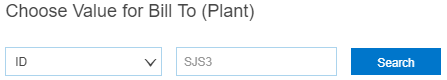 Choose Value for Bill To (Plant)
ID SJS3 Search